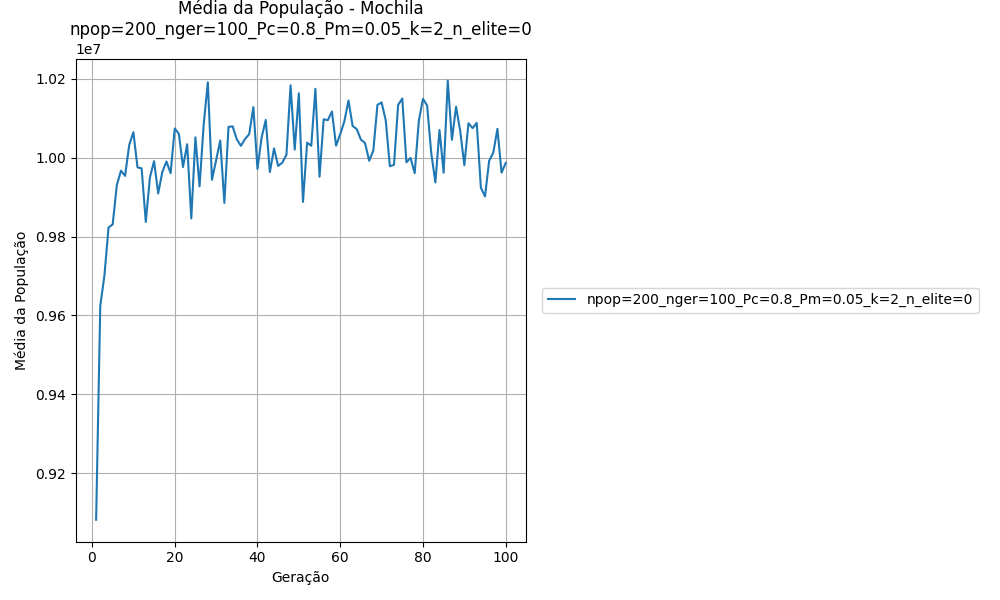 Média da População - Mochila
npop=200_nger=100_Pc=0.8_Pm=0.05_k=2_n_elite=0
1e7
1.02
1.00
0.98
0.96
0.94
0.92
Média da População
0
20
40
60
80
100
Geração
npop=200_nger=100_Pc=0.8_Pm=0.05_k=2_n_elite=0